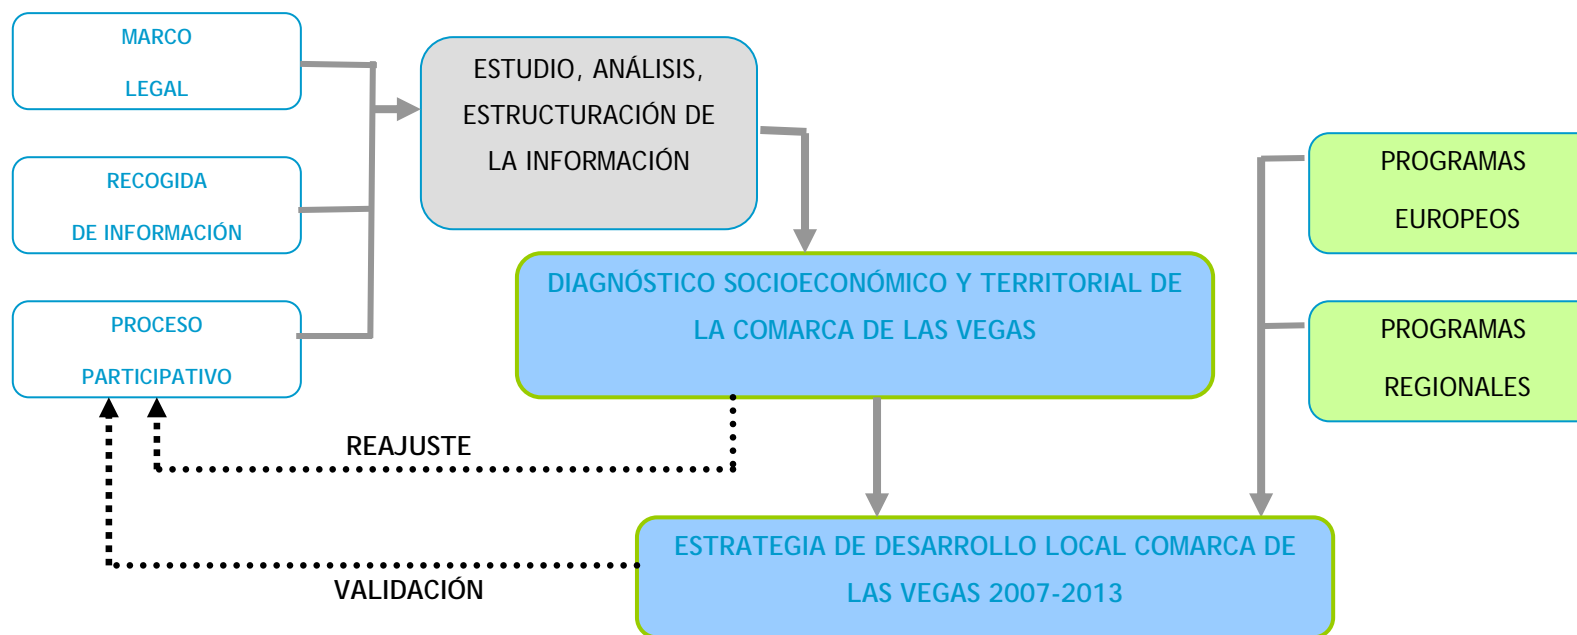 MARCO
LEGAL
RECOGIDA
DE INFORMACIÓN
PROCESO
PARTICIPATIVO
ESTUDIO, ANÁLISIS,
ESTRUCTURACIÓN DE
LA INFORMACIÓN
DIAGNÓSTICO SOCIOECONÓMICO Y TERRITORIAL DE
LA COMARCA DE LAS VEGAS
PROGRAMAS
EUROPEOS
PROGRAMAS
REGIONALES
REAJUSTE
ESTRATEGIA DE DESARROLLO LOCAL COMARCA DE
LAS VEGAS 2007-2013
VALIDACIÓN